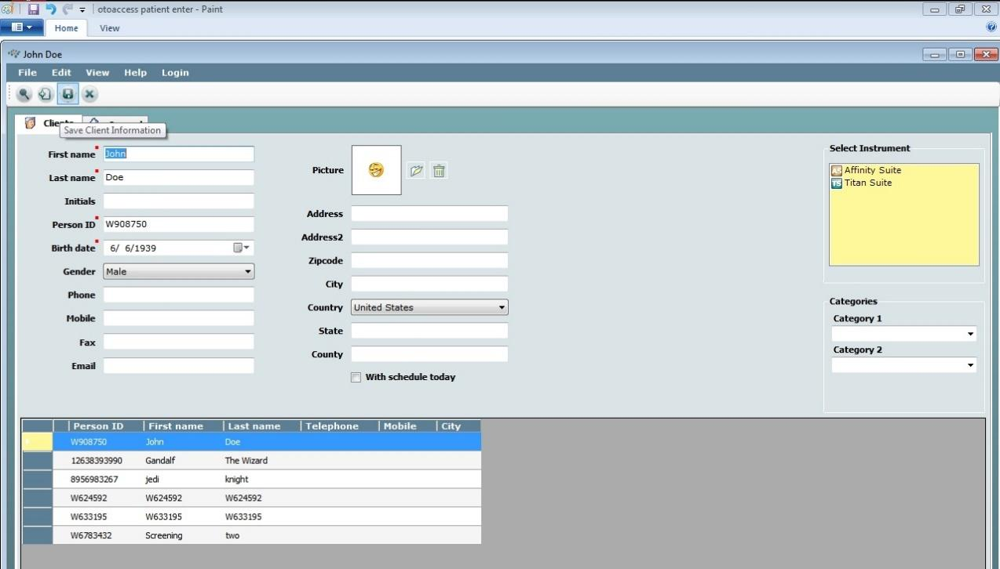 otoaccess patient enter - Paint
Home View
John Doe
File Edit View Help Login
Clients
Save Client Information
First name John
Last name Doe
Initials
Person ID W908750
Birth date 6/ 6/1939
Gender Male
Phone
Mobile
Fax
Email
Picture
Address
Address2
Zipcode
City
Country United States
State
County
With schedule today
Select Instrument
AS Affinity Suite
TS Titan Suite
Categories
Category 1
Category 2
Person ID First name Last name Telephone Mobile City
W908750 John Doe
12638393990 Gandalf The Wizard
8956983267 jedi knight
W624592 W624592 W624592
W633195 W633195 W633195
W6783432 Screening two